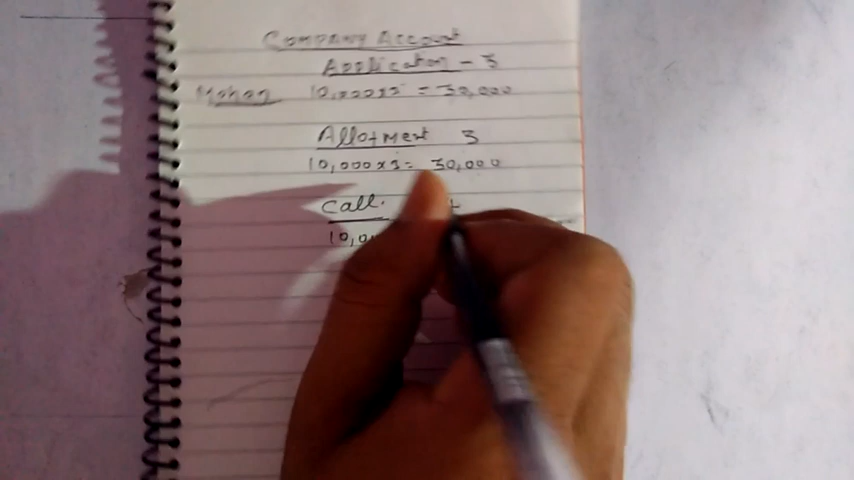 Company Account
Application - 3
Mohan 10,000x3 = 30,000
Allotment 3
10,000x3= 30,000
Call.